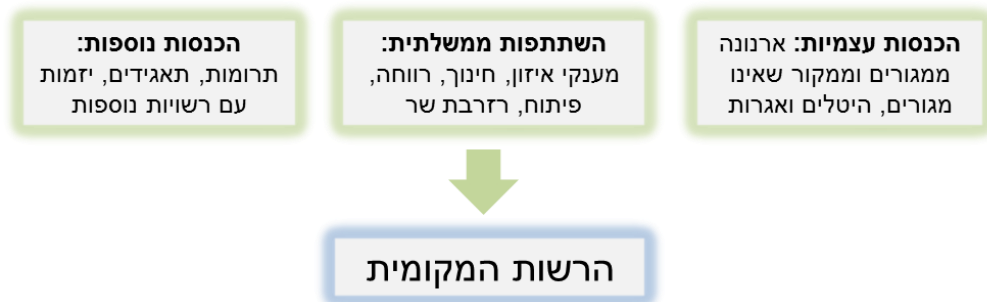 הכנסות עצמיות: ארנונה
ממגורים וממקור שאינו
מגורים, היטלים ואגרות
השתתפות ממשלתית:
מענקי איזון, חינוך, רווחה,
פיתוח, רזרבת שר
הכנסות נוספות:
תרומות, תאגידים, יזמות
עם רשויות נוספות
הרשות המקומית